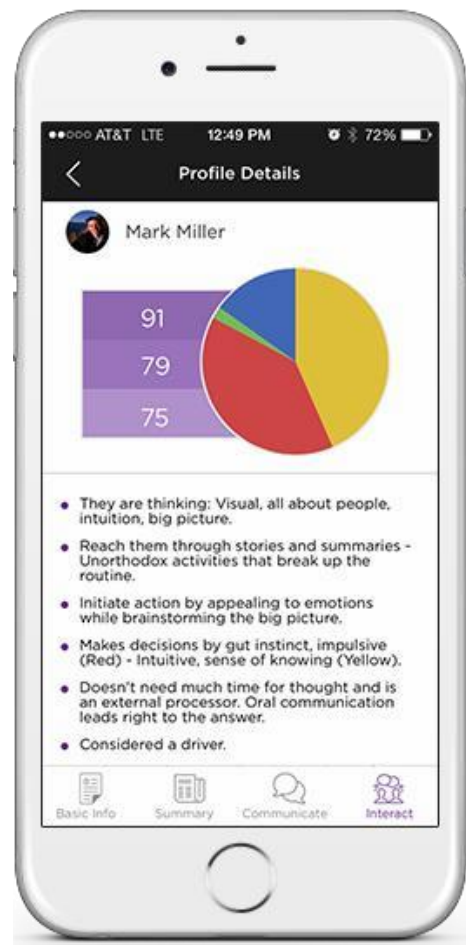 AT&T LTE 12:49 PM 72%
Profile Details
Mark Miller
91
79
75
They are thinking: Visual, all about people,
intuition, big picture.
Reach them through stories and summaries -
Unorthodox activities that break up the
routine.
Initiate action by appealing to emotions
while brainstorming the big picture.
Makes decisions by gut instinct, impulsive
(Red) - Intuitive, sense of knowing (Yellow).
Doesn't need much time for thought and is
an external processor. Oral communication
leads right to the answer.
Considered a driver.
Basic Info Summary Communicate Interact